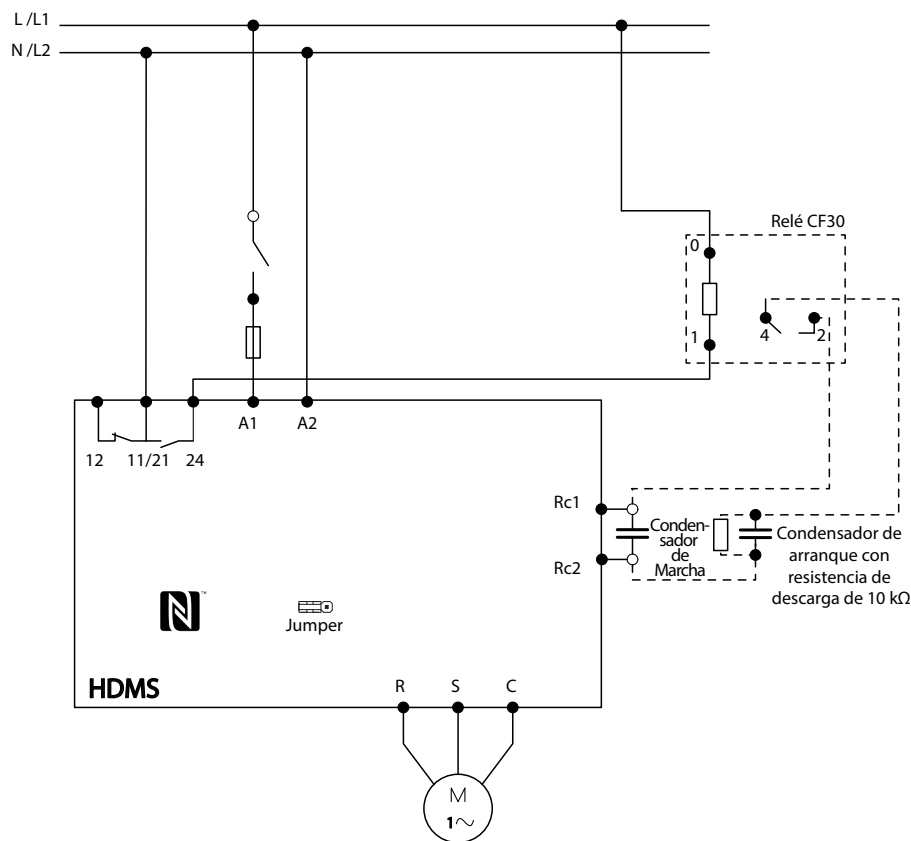 L /L1
N /L2
Relé CF30
0
1
4
2
A1
A2
12
11/21
24
Rc1
Rc2
Conden-
sador
de
Marcha
Condensador de
arranque con
resistencia de
descarga de 10 kΩ
N™
Jumper
HDMS
R
S
C
M
1~